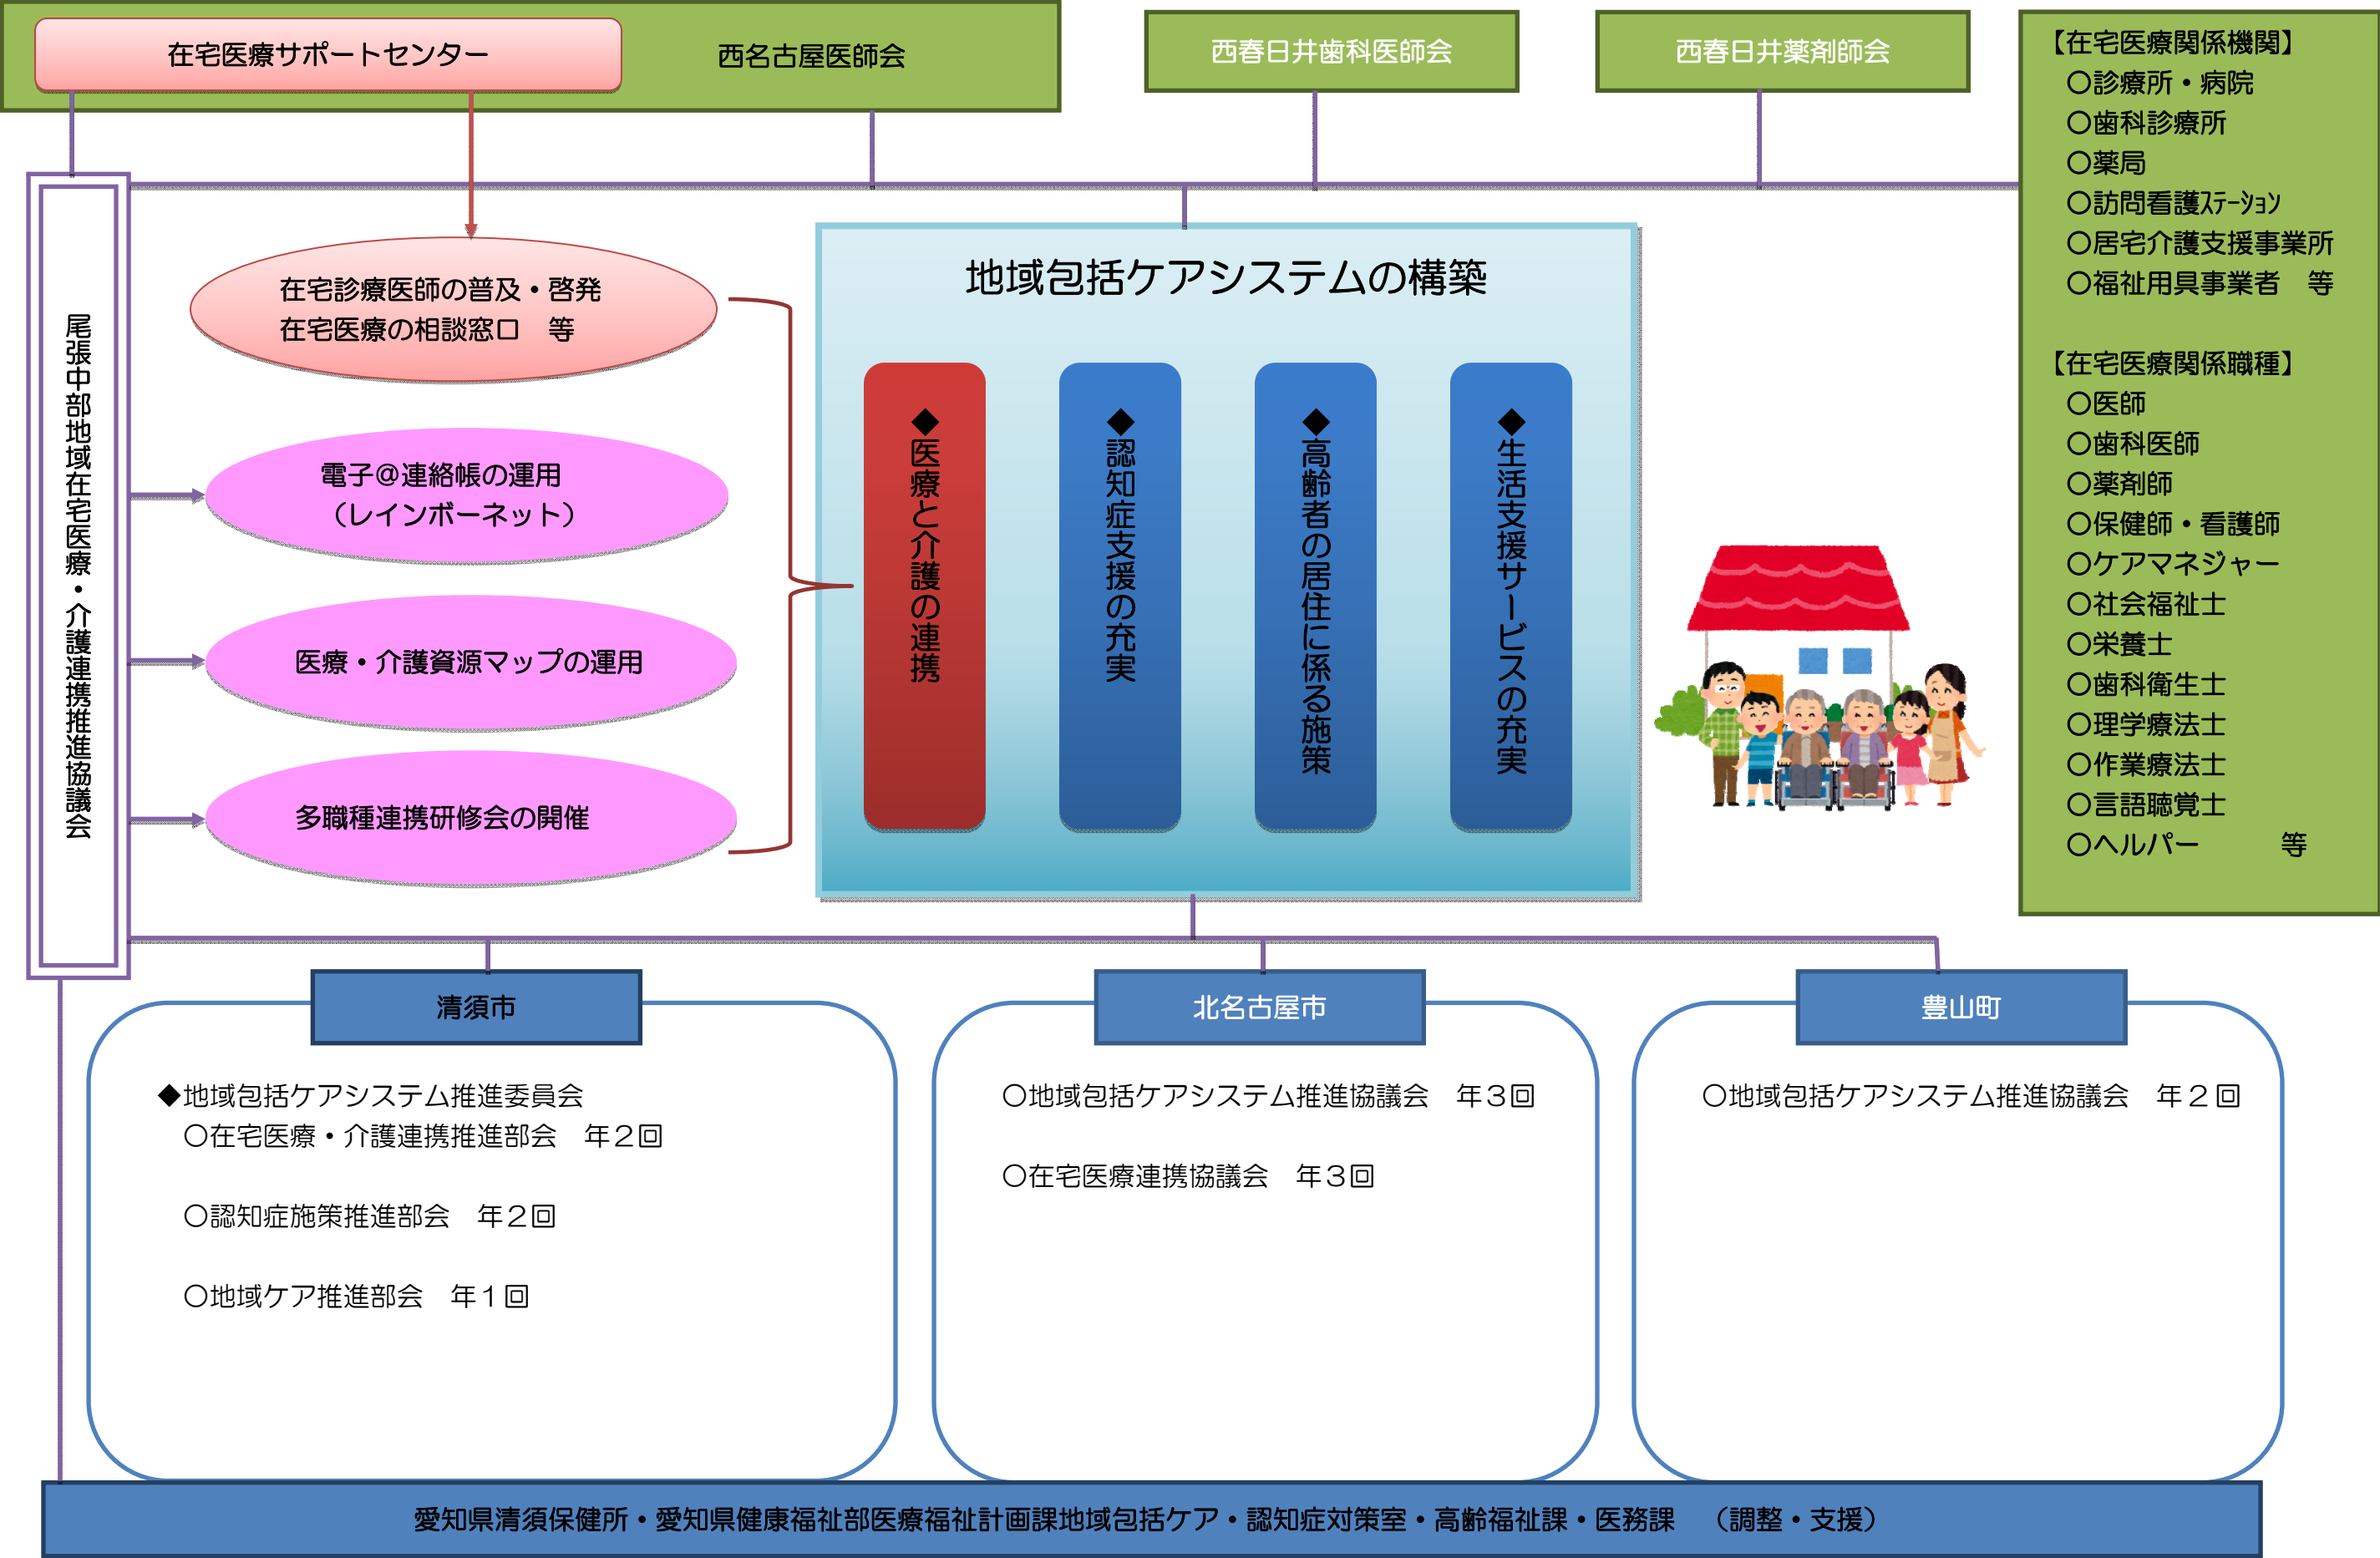 在宅医療サポートセンター
西名古屋医師会
西春日井歯科医師会
西春日井薬剤師会
【在宅医療関係機関】
○診療所・病院
○歯科診療所
○薬局
○訪問看護ｽﾃｰｼｮﾝ
○居宅介護支援事業所
○福祉用具事業者　等
【在宅医療関係職種】
○医師
○歯科医師
○薬剤師
○保健師・看護師
○ケアマネジャー
○社会福祉士
○栄養士
○歯科衛生士
○理学療法士
○作業療法士
○言語聴覚士
○ヘルパー　　　等
尾張中部地域在宅医療・介護連携推進協議会
在宅診療医師の普及・啓発
在宅医療の相談窓口　等
電子＠連絡帳の運用
（レインボーネット）
医療・介護資源マップの運用
多職種連携研修会の開催
地域包括ケアシステムの構築
◆医療と介護の連携
◆認知症支援の充実
◆高齢者の居住に係る施策
◆生活支援サービスの充実
清須市
◆地域包括ケアシステム推進委員会
○在宅医療・介護連携推進部会　年２回
○認知症施策推進部会　年２回
○地域ケア推進部会　年１回
北名古屋市
○地域包括ケアシステム推進協議会　年３回
○在宅医療連携協議会　年３回
豊山町
○地域包括ケアシステム推進協議会　年２回
愛知県清須保健所・愛知県健康福祉部医療福祉計画課地域包括ケア・認知症対策室・高齢福祉課・医務課　（調整・支援）